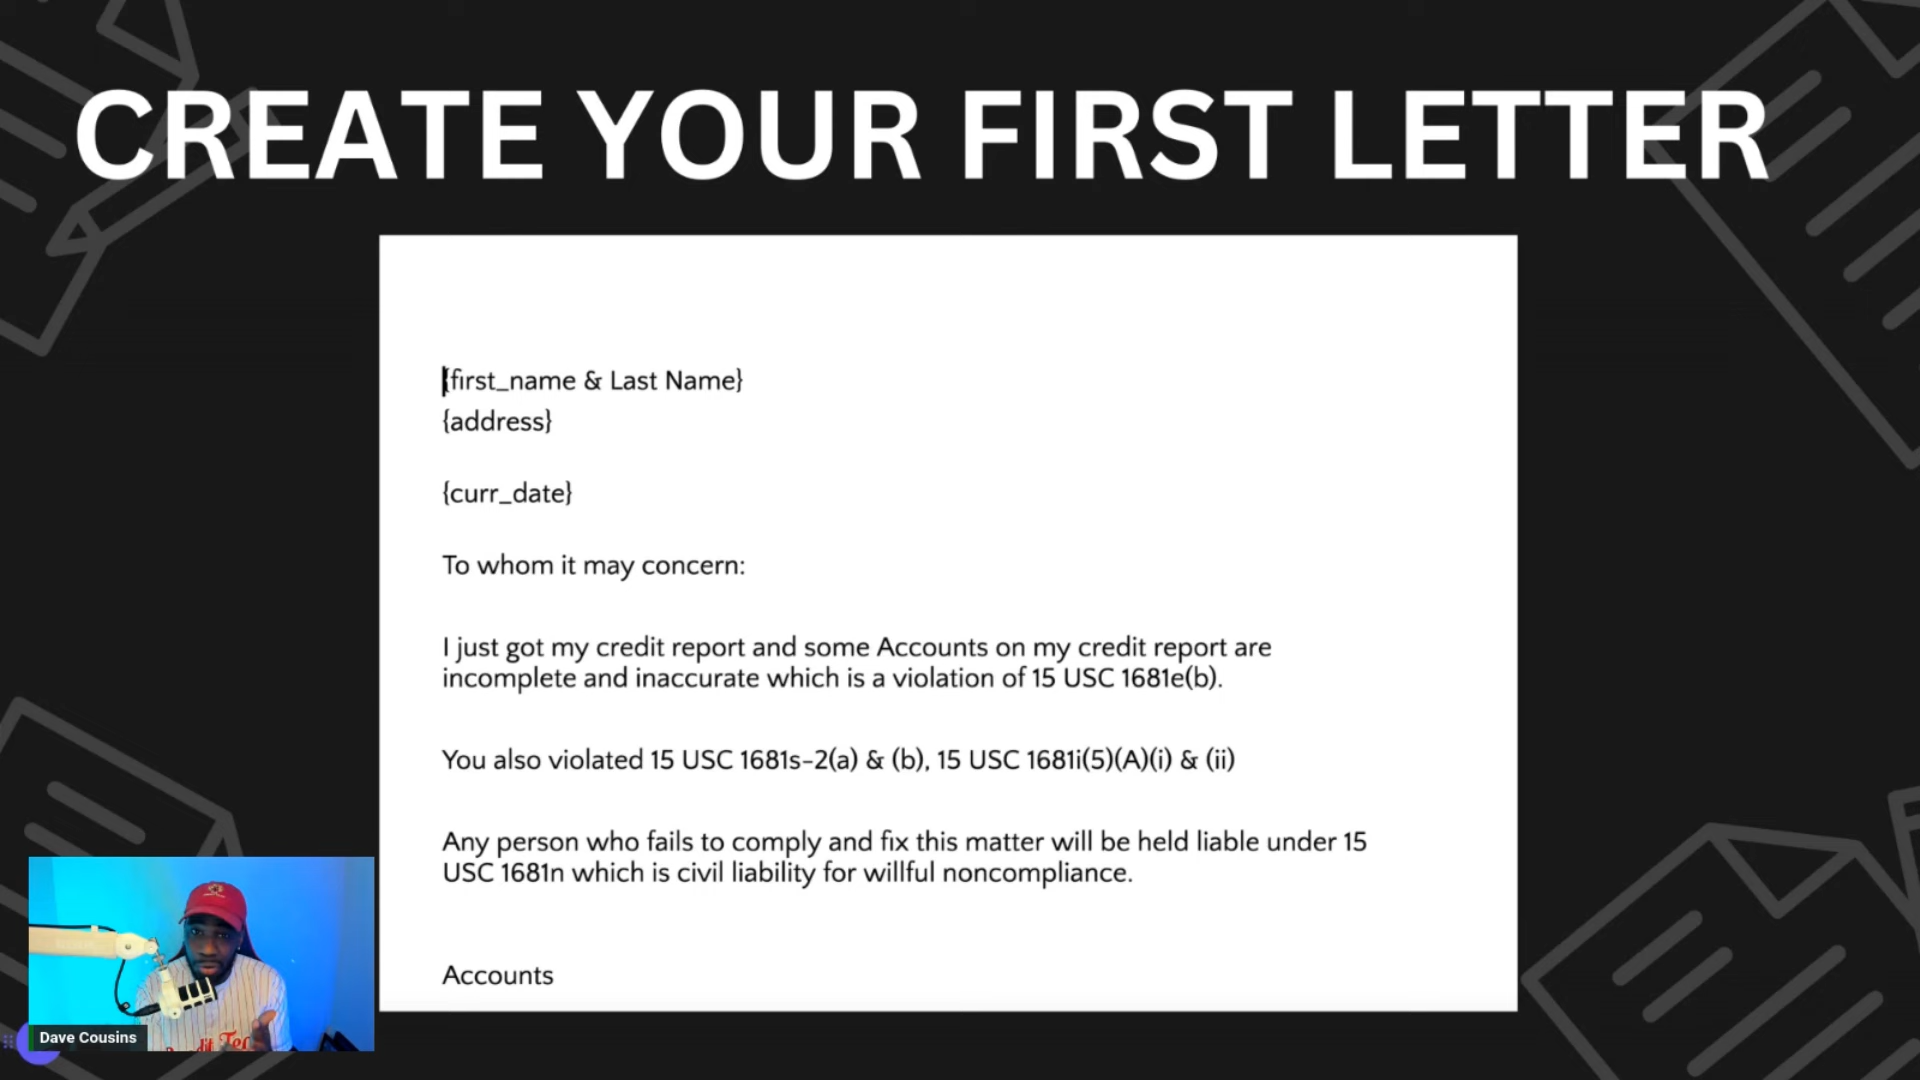 CREATE YOUR FIRST LETTER
{first_name & Last Name}
{address}
{curr_date}
To whom it may concern:
I just got my credit report and some Accounts on my credit report are
incomplete and inaccurate which is a violation of 15 USC 1681e(b).
You also violated 15 USC 1681s-2(a) & (b), 15 USC 1681i(5)(A)(i) & (ii)
Any person who fails to comply and fix this matter will be held liable under 15
USC 1681n which is civil liability for willful noncompliance.
Accounts
Dave Cousins